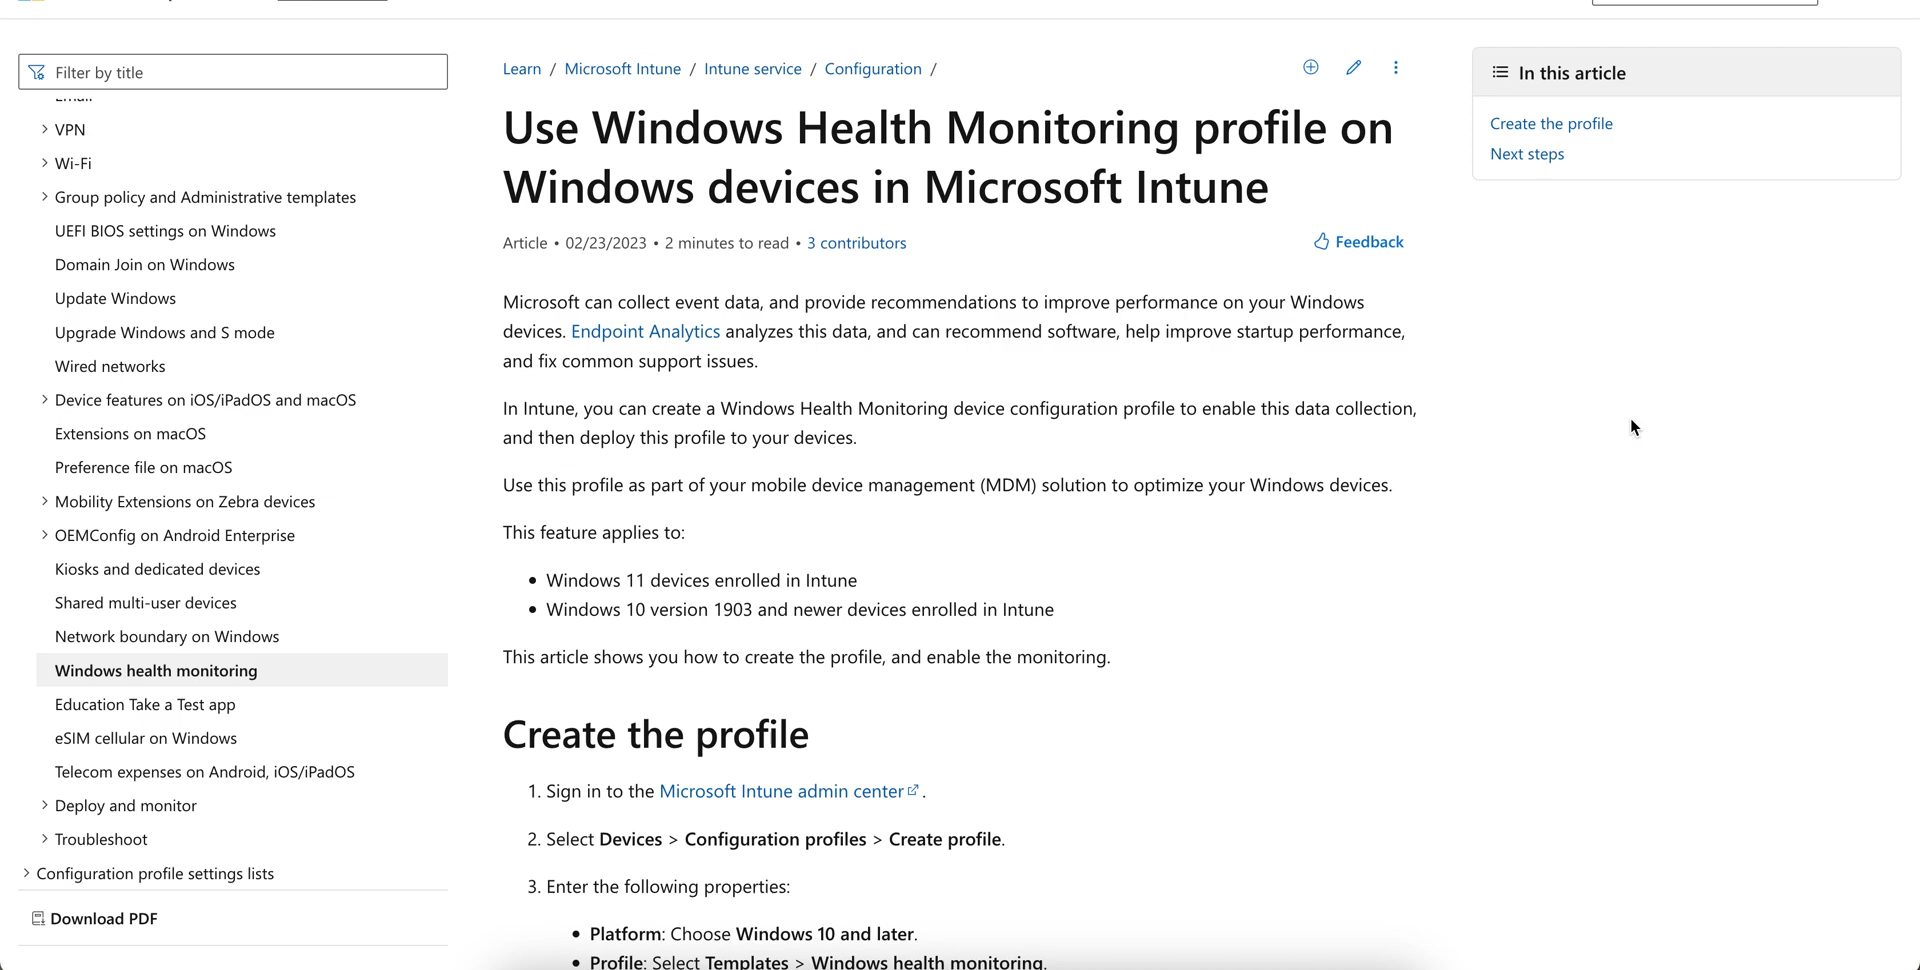 Filter by title
Email
VPN
Wi-Fi
Group policy and Administrative templates
UEFI BIOS settings on Windows
Domain Join on Windows
Update Windows
Upgrade Windows and S mode
Wired networks
Device features on iOS/iPadOS and macOS
Extensions on macOS
Preference file on macOS
Mobility Extensions on Zebra devices
OEMConfig on Android Enterprise
Kiosks and dedicated devices
Shared multi-user devices
Network boundary on Windows
Windows health monitoring
Education Take a Test app
eSIM cellular on Windows
Telecom expenses on Android, iOS/iPadOS
Deploy and monitor
Troubleshoot
Configuration profile settings lists
Download PDF
Learn / Microsoft Intune / Intune service / Configuration /
Use Windows Health Monitoring profile on
Windows devices in Microsoft Intune
Article • 02/23/2023 • 2 minutes to read • 3 contributors
Feedback
Microsoft can collect event data, and provide recommendations to improve performance on your Windows
devices. Endpoint Analytics analyzes this data, and can recommend software, help improve startup performance,
and fix common support issues.
In Intune, you can create a Windows Health Monitoring device configuration profile to enable this data collection,
and then deploy this profile to your devices.
Use this profile as part of your mobile device management (MDM) solution to optimize your Windows devices.
This feature applies to:
• Windows 11 devices enrolled in Intune
• Windows 10 version 1903 and newer devices enrolled in Intune
This article shows you how to create the profile, and enable the monitoring.
Create the profile
1. Sign in to the Microsoft Intune admin center .
2. Select Devices > Configuration profiles > Create profile.
3. Enter the following properties:
• Platform: Choose Windows 10 and later.
• Profile: Select Templates > Windows health monitoring.
In this article
Create the profile
Next steps